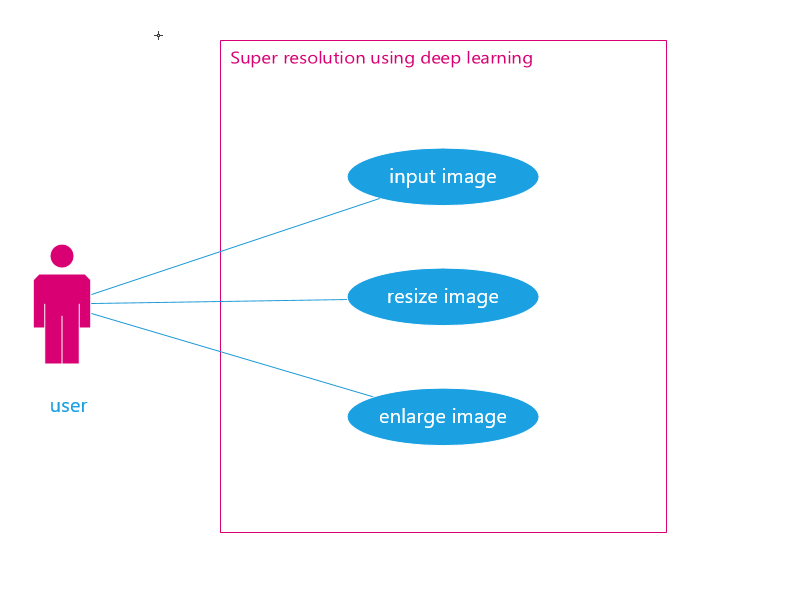 Super resolution using deep learning
input image
resize image
enlarge image
user